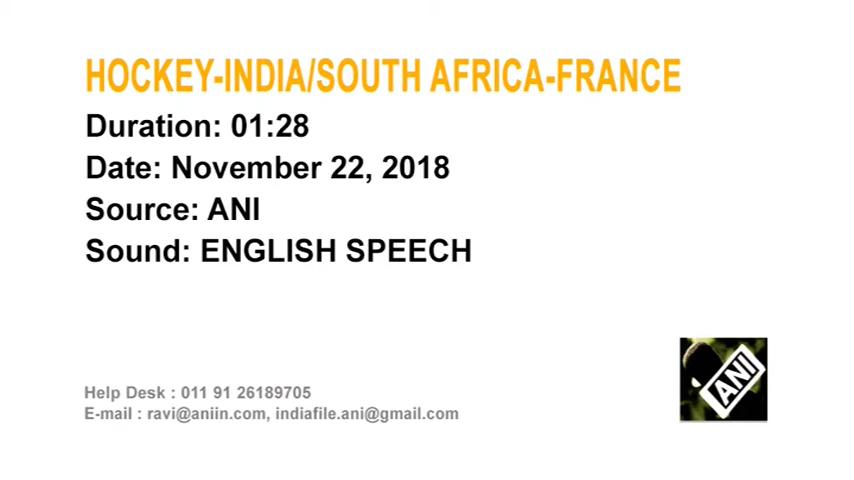 HOCKEY-INDIA/SOUTH AFRICA-FRANCE
Duration: 01:28
Date: November 22, 2018
Source: ANI
Sound: ENGLISH SPEECH
Help Desk : 011 91 26189705
E-mail : ravi@aniin.com, indiafile.ani@gmail.com
ANI